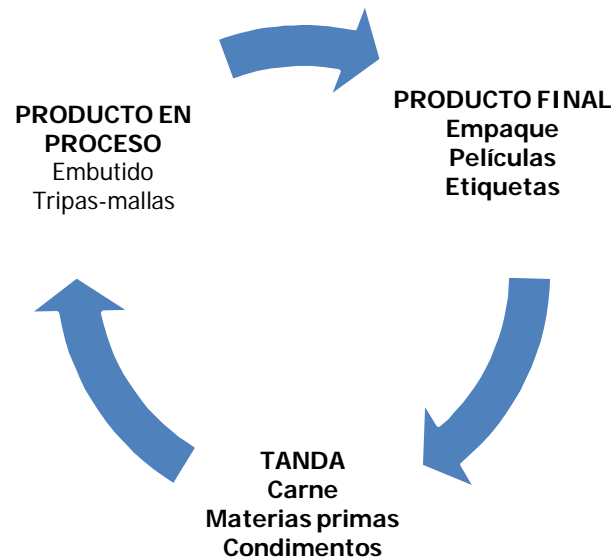 PRODUCTO EN
PROCESO
Embutido
Tripas-mallas
PRODUCTO FINAL
Empaque
Películas
Etiquetas
TANDA
Carne
Materias primas
Condimentos